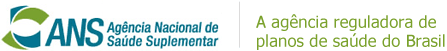 ANS Agência Nacional de
Saúde Suplementar
A agência reguladora de
planos de saúde do Brasil